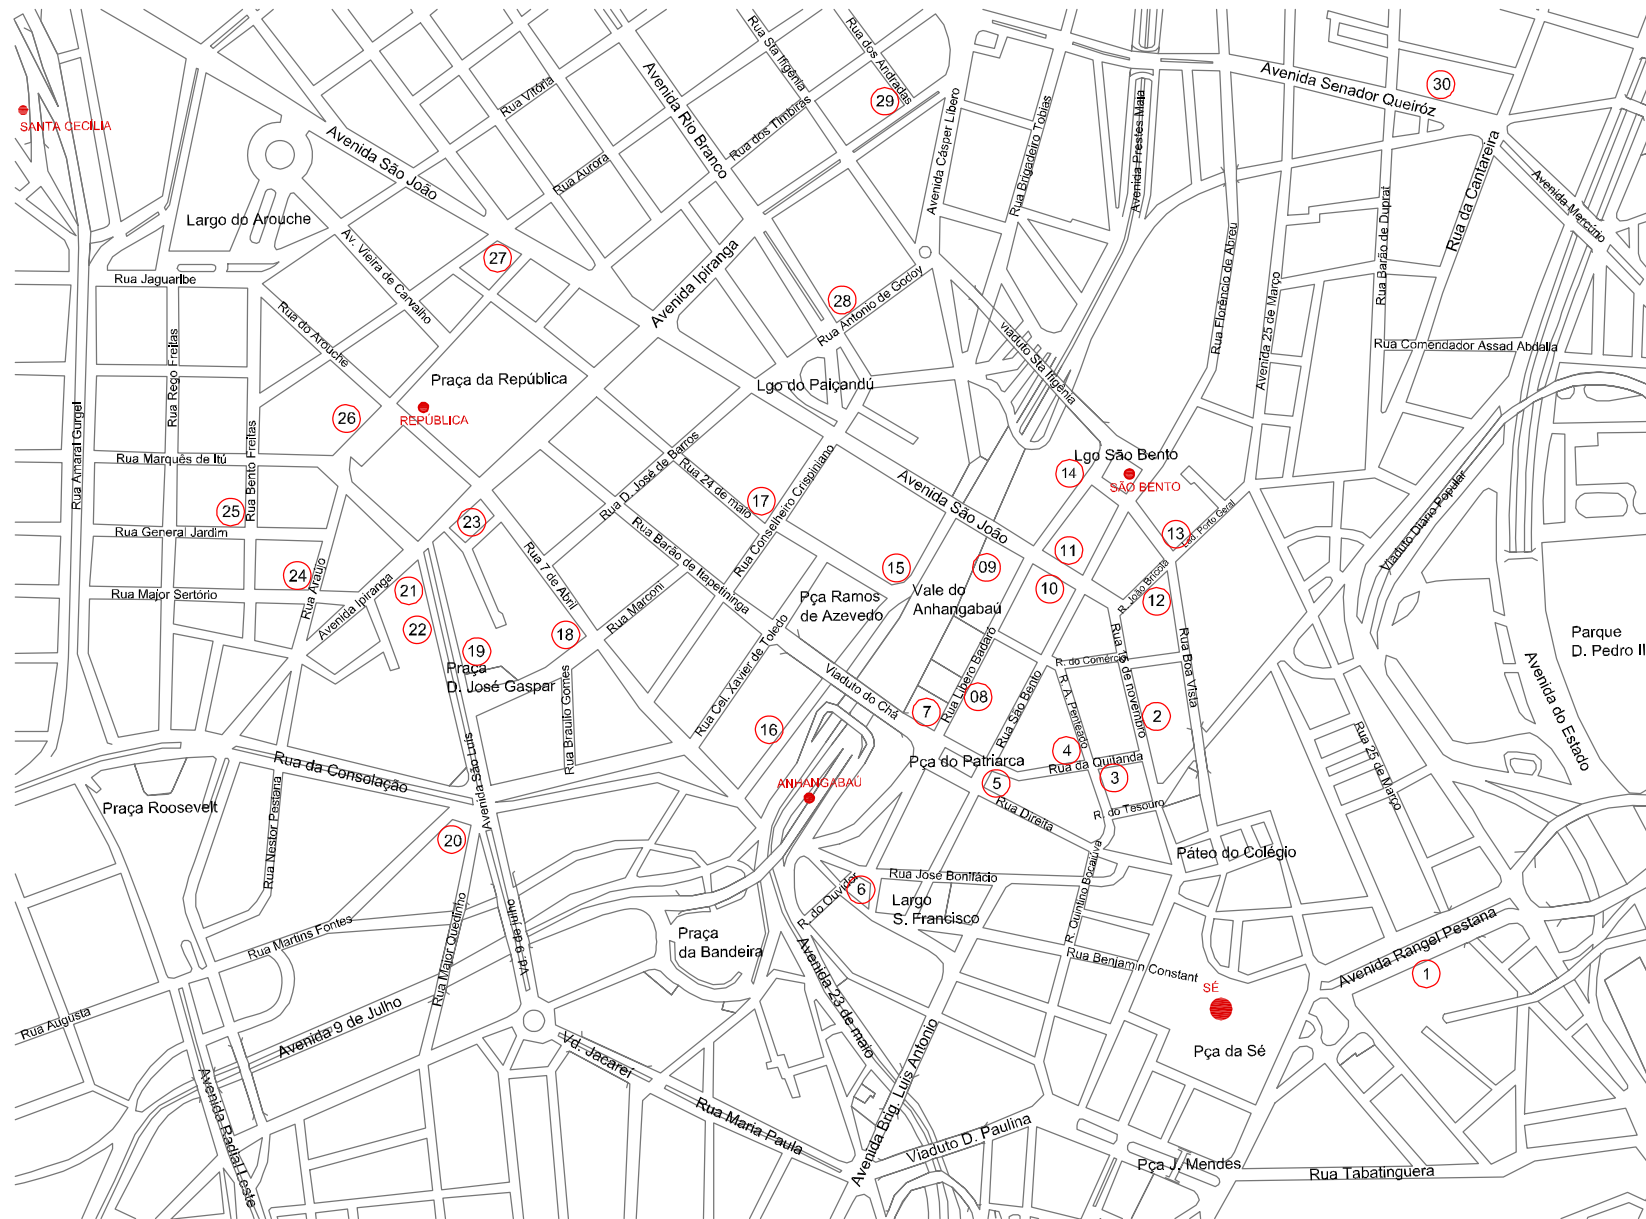 Rua Sta Ifigênia
Rua dos Andradas
Avenida Senador Queiróz
30
Rua Vitória
Avenida Rio Branco
29
Rua dos Timbiras
Avenida Cásper Líbero
Rua Brigadeiro Tobias
Avenida Prestes Maia
SANTA CECÍLIA
Avenida São João
Rua Aurora
Rua da Cantareira
Avenida Mercúrio
Largo do Arouche
Av. Vieira de Carvalho
27
Avenida Ipiranga
Rua Barão de Duprat
Rua Florêncio de Abreu
Rua Jaguaribe
28
Rua Antonio de Godoy
Avenida 25 de Março
Rua do Arouche
viaduto Sta Ifigênia
Rua Comendador Assad Abdalla
Rua Rego Freitas
Praça da República
Lgo do Paiçandú
REPÚBLICA
26
Rua Amaral Gurgel
Rua Marquês de Itú
Rua Bento Freitas
Rua D. José de Barros
Rua 24 de maio
Rua Conselheiro Crispiniano
Avenida São João
Lgo São Bento
14
SÃO BENTO
17
25
23
Rua General Jardim
Lad. Porto Geral
13
Viaduto Diário Popular
11
09
15
10
24
21
Rua Araújo
Rua Major Sertório
Avenida Ipiranga
Rua 7 de Abril
Rua Marconi
Rua Barão de Itapetininga
Pça Ramos
de Azevedo
Vale do
Anhangabaú
R. João Brícola
12
22
18
19
Praça
D. José Gaspar
Rua Cel. Xavier de Toledo
Rua Braulio Gomes
Viaduto do Chá
Rua Líbero Badaró
R. do Comércio
Rua 15 de novembro
Rua Boa Vista
Parque
D. Pedro II
Avenida do Estado
7
08
Rua São Bento
R. A. Penteado
2
16
4
Rua da Quitanda
3
Pça do Patriarca
5
Rua 25 de Março
Rua da Consolação
Avenida São Luís
ANHANGABAÚ
Praça Roosevelt
Rua Nestor Pestana
20
Rua Direita
R. do Tesouro
Páteo do Colégio
Rua José Bonifácio
R. do Ouvidor
6
Largo
S. Francisco
R. Quintino Bocaiúva
Rua Martins Fontes
Rua Major Quedinho
Vd. 9 de julho
Praça
da Bandeira
Rua Benjamin Constant
Avenida Rangel Pestana
1
SÉ
Rua Augusta
Avenida 9 de Julho
Avenida 23 de maio
Vd. Jacareí
Pça da Sé
Avenida Radial Leste
Rua Maria Paula
Avenida Brig. Luis Antonio
Viaduto D. Paulina
Pça J. Mendes
Rua Tabatinguera